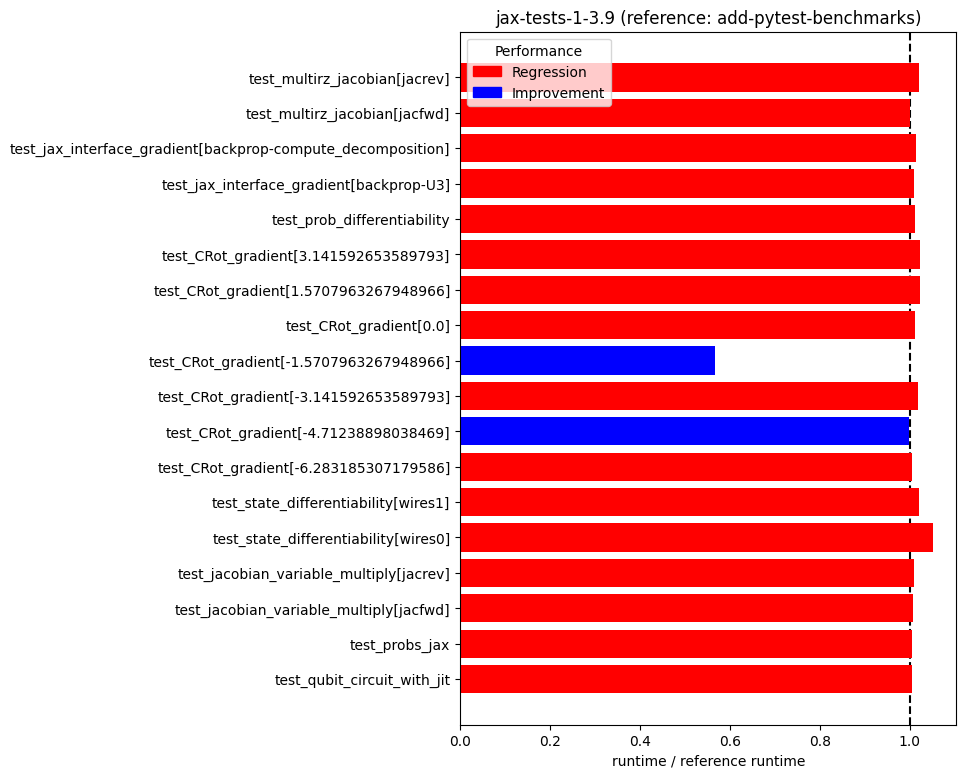 jax-tests-1-3.9 (reference: add-pytest-benchmarks)
Performance
Regression
Improvement
test_multirz_jacobian[jacrev]
test_multirz_jacobian[jacfwd]
test_jax_interface_gradient[backprop-compute_decomposition]
test_jax_interface_gradient[backprop-U3]
test_prob_differentiability
test_CRot_gradient[3.141592653589793]
test_CRot_gradient[1.5707963267948966]
test_CRot_gradient[0.0]
test_CRot_gradient[-1.5707963267948966]
test_CRot_gradient[-3.141592653589793]
test_CRot_gradient[-4.71238898038469]
test_CRot_gradient[-6.283185307179586]
test_state_differentiability[wires1]
test_state_differentiability[wires0]
test_jacobian_variable_multiply[jacrev]
test_jacobian_variable_multiply[jacfwd]
test_probs_jax
test_qubit_circuit_with_jit
0.0 0.2 0.4 0.6 0.8 1.0
runtime / reference runtime